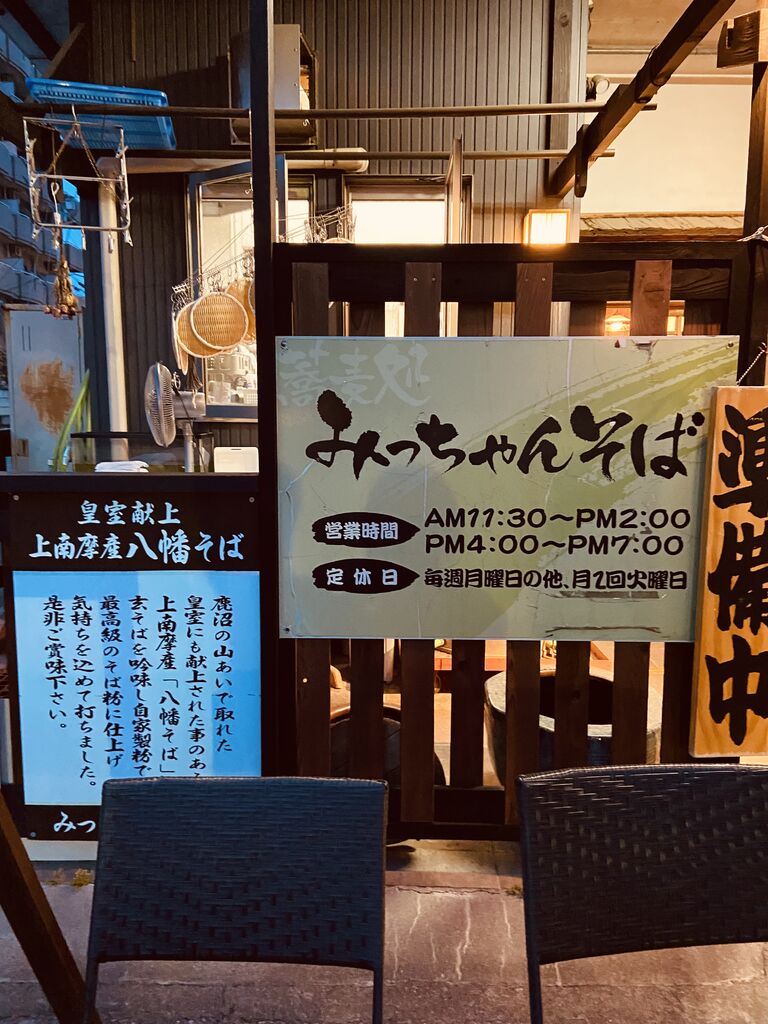 皇室献上
上南摩産八幡そば
鹿沼の山あいで取れた
皇室にも献上された事のある
上南摩産「八幡そば」
玄そばを吟味し自家製粉で
最高級のそば粉に仕上げ
気持ちを込めて打ちました。
是非ご賞味下さい。
みっ
蕎麦処
みっちゃんそば
営業時間
AM11:30〜PM2:00
PM4:00〜PM7:00
定休日
毎週月曜日の他、月2回火曜日
準備中